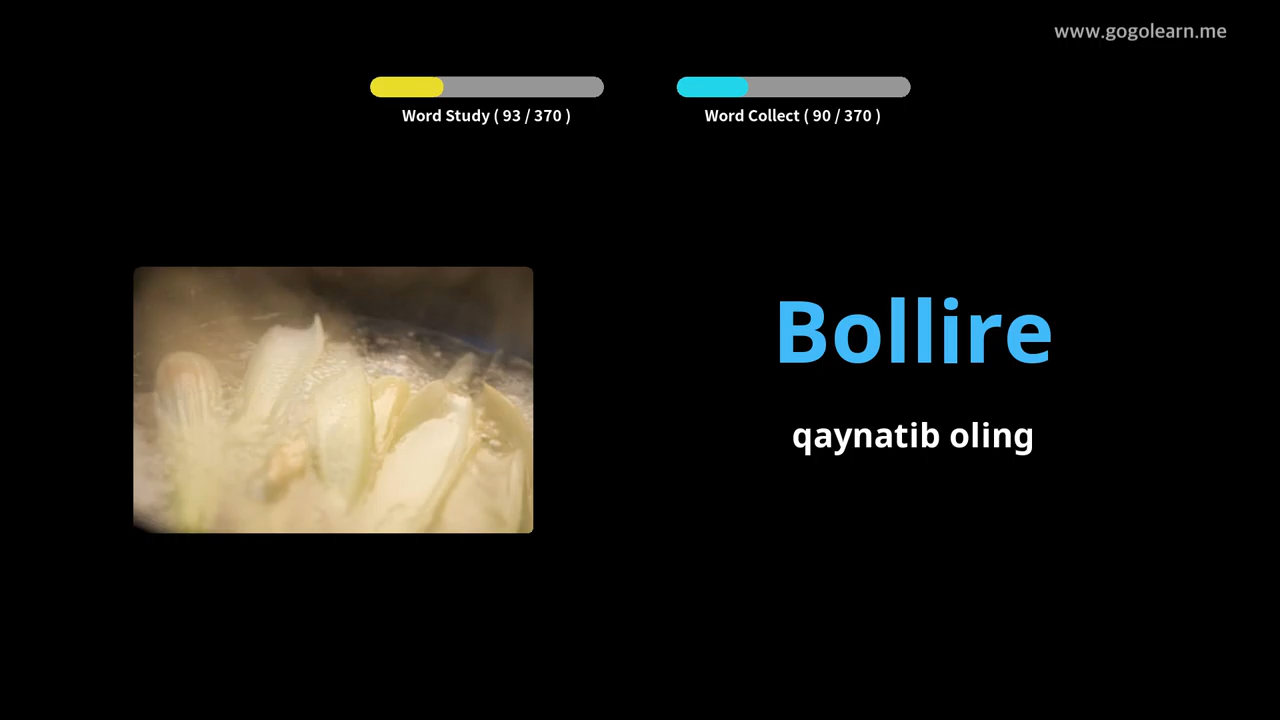 www.gogolearn.me
Word Study ( 93 / 370 )
Word Collect ( 90 / 370 )
Bollire
qaynatib oling